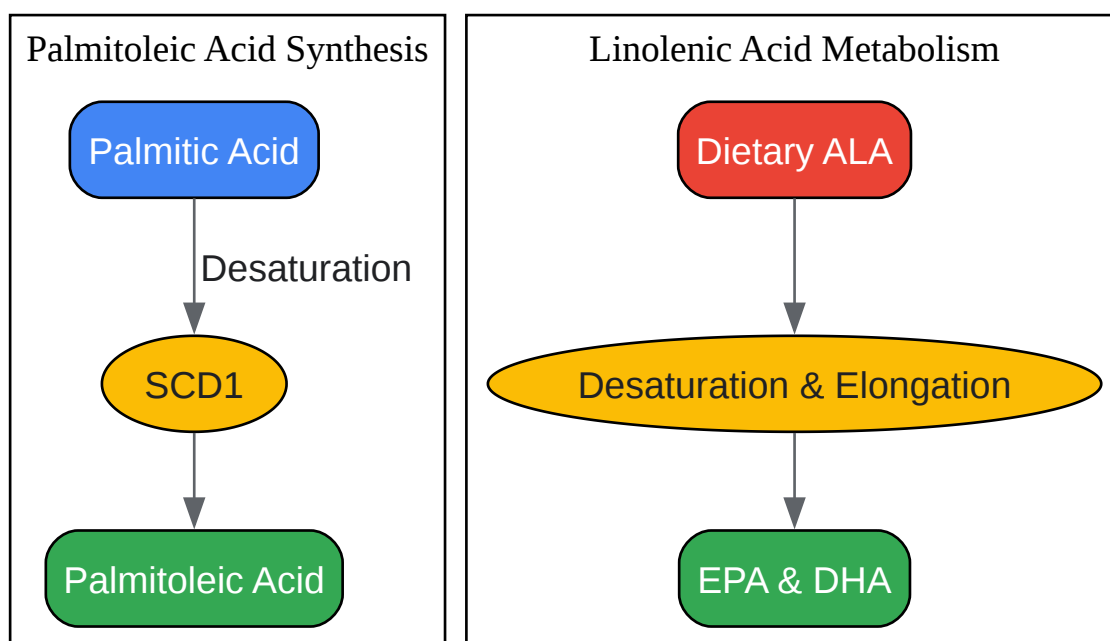 Palmitoleic Acid Synthesis
Palmitic Acid
Desaturation
SCD1
Palmitoleic Acid
Linolenic Acid Metabolism
Dietary ALA
Desaturation & Elongation
EPA & DHA